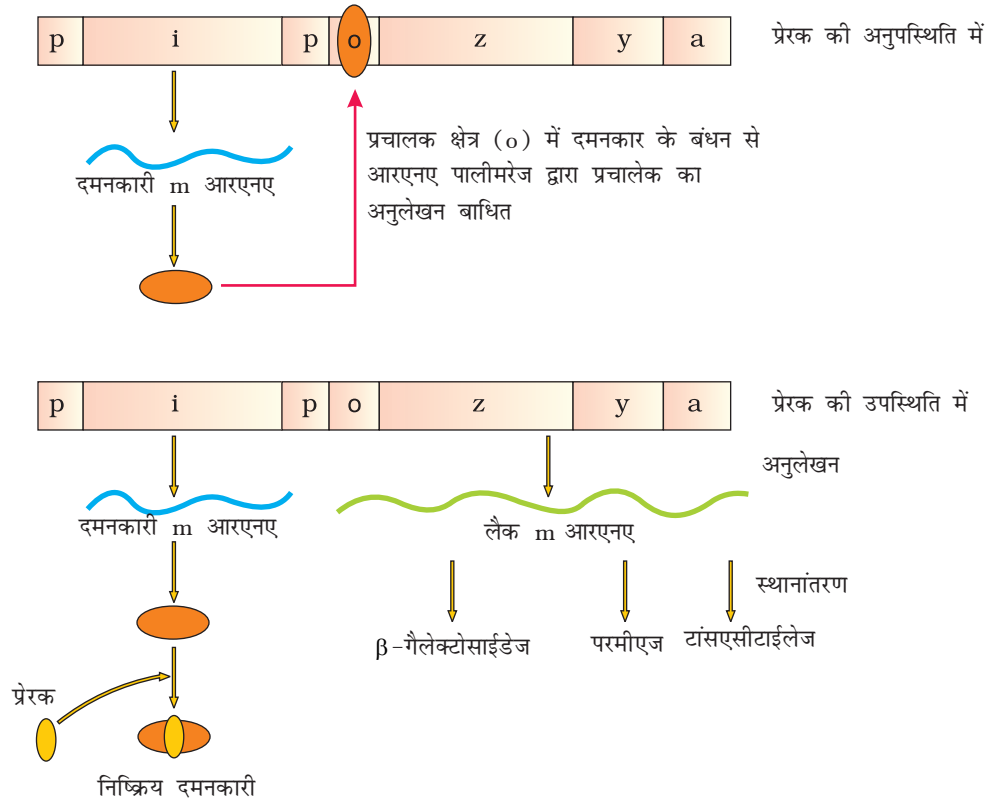 p i p o z y a
प्रेरक की अनुपस्थिति में
प्रचालक क्षेत्र (o) में दमनकार के बंधन से
आरएनए पालीमरेज द्वारा प्रचालेक का
अनुलेखन बाधित
दमनकारी m आरएनए
p i p o z y a
प्रेरक की उपस्थिति में
अनुलेखन
दमनकारी m आरएनए
लैक m आरएनए
स्थानांतरण
β-गैलेक्टोसाईडेज
परमीएज
टांसएसीटाईलेज
प्रेरक
निष्क्रिय दमनकारी